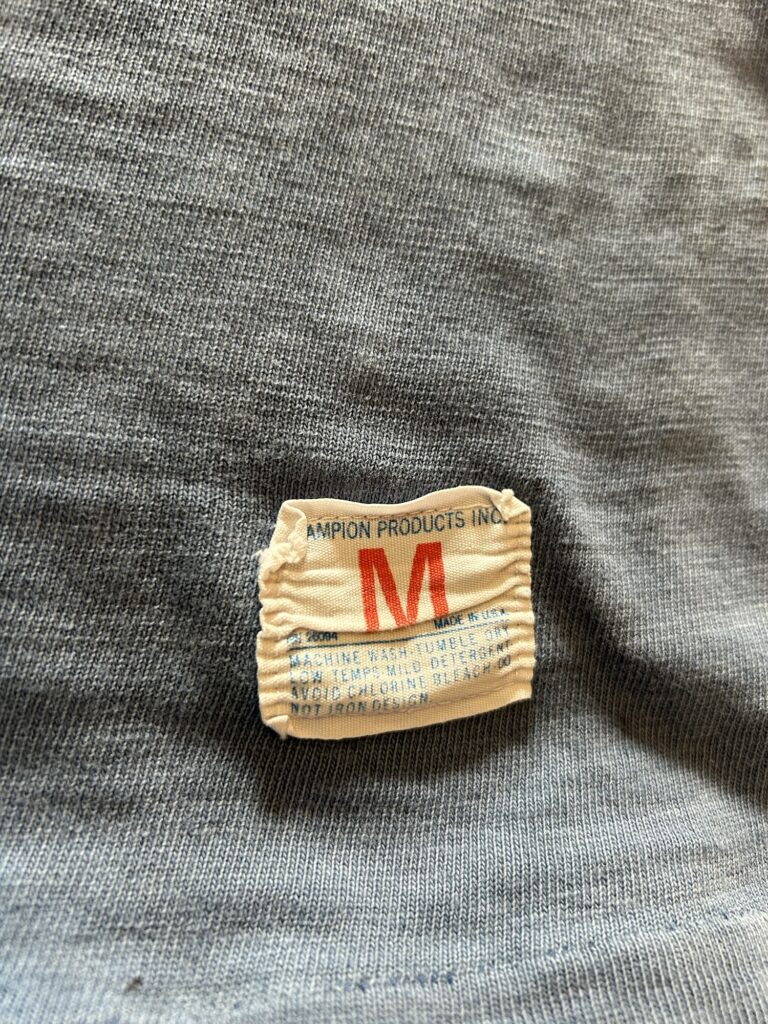 AMPION PRODUCTS INC.
M
26094 MADE IN U.S.A.
MACHINE WASH-TUMBLE DRY
LOW TEMPS-MILD DETERGENT
AVOID CHLORINE BLEACH DO
NOT IRON DESIGN